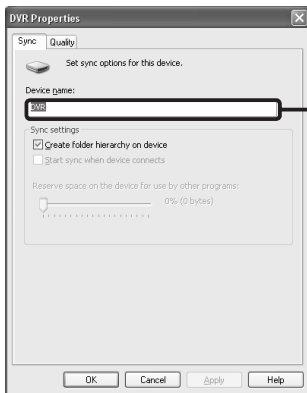 DVR Properties
Sync Quality
Set sync options for this device.
Device name:
DVR
Sync settings
Create folder hierarchy on device
Start sync when device connects
Reserve space on the device for use by other programs:
0% (0 bytes)
OK Cancel Apply Help